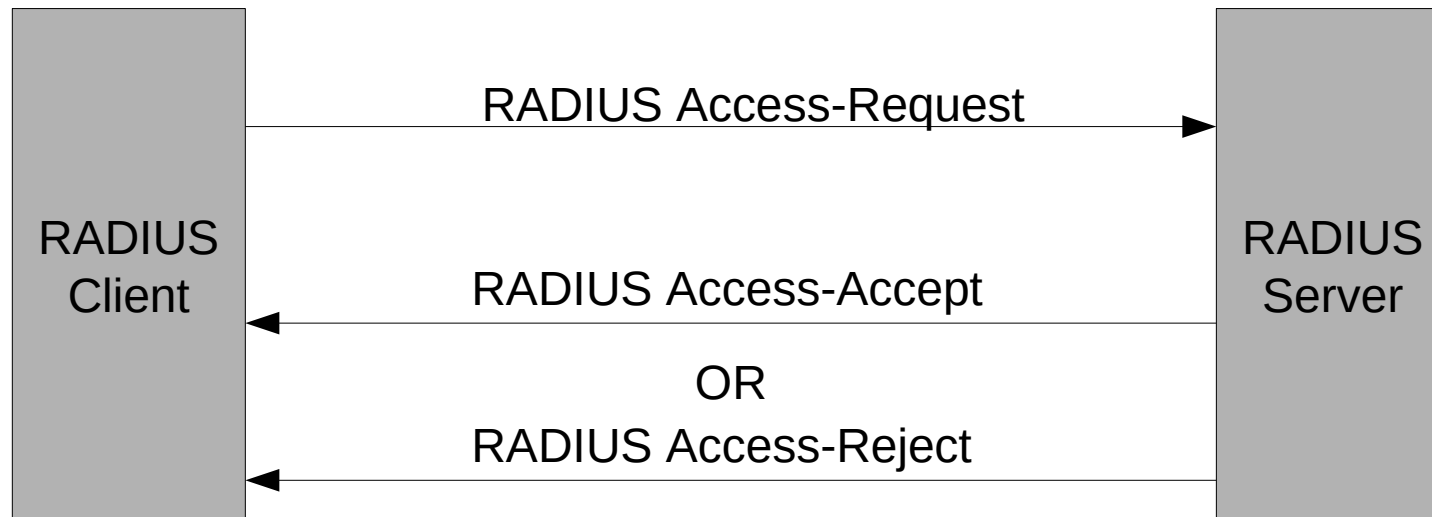 RADIUS Access-Request
RADIUS
Client
RADIUS
Server
RADIUS Access-Accept
OR
RADIUS Access-Reject